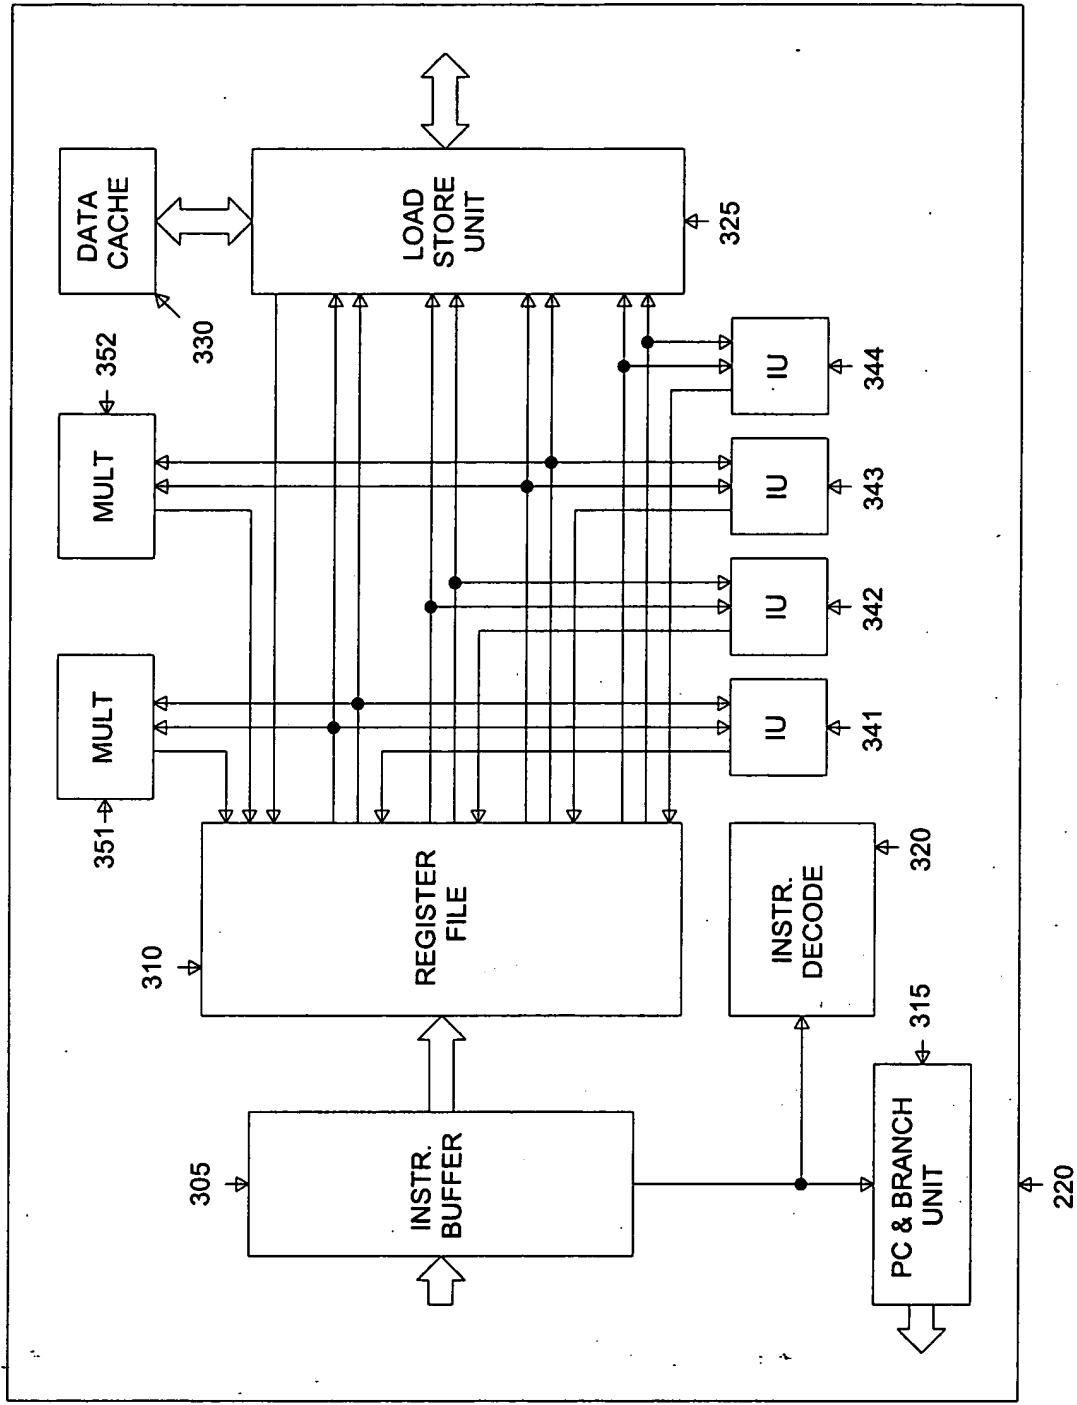 DATA
CACHE
330
352
MULT
351
MULT
LOAD
STORE
UNIT
325
310
REGISTER
FILE
305
INSTR.
BUFFER
IU
341
IU
342
IU
343
IU
344
INSTR.
DECODE
320
315
PC & BRANCH
UNIT
220